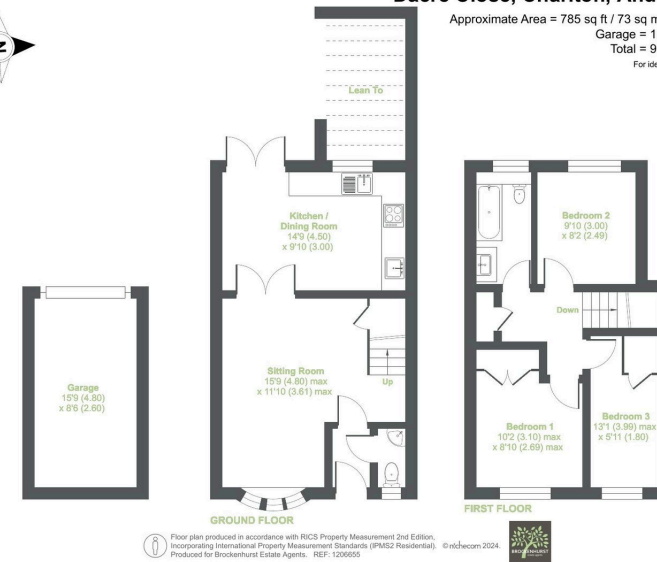 Approximate Area = 785 sq ft / 73 sq m
Garage = 1
Total = 9
For ide
N
Lean To
Kitchen /
Dining Room
14'9 (4.50)
x 9'10 (3.00)
Bedroom 2
9'10 (3.00)
x 8'2 (2.49)
Down
Garage
15'9 (4.80)
x 8'6 (2.60)
Sitting Room
15'9 (4.80) max
x 11'10 (3.61) max
Up
Bedroom 1
10'2 (3.10) max
x 8'10 (2.69) max
Bedroom 3
13'1 (3.99) max
x 5'11 (1.80)
GROUND FLOOR
FIRST FLOOR
Floor plan produced in accordance with RICS Property Measurement 2nd Edition,
Incorporating International Property Measurement Standards (IPMS2 Residential). © nichecom 2024.
Produced for Brockenhurst Estate Agents. REF: 1206655
BROCKENHURST